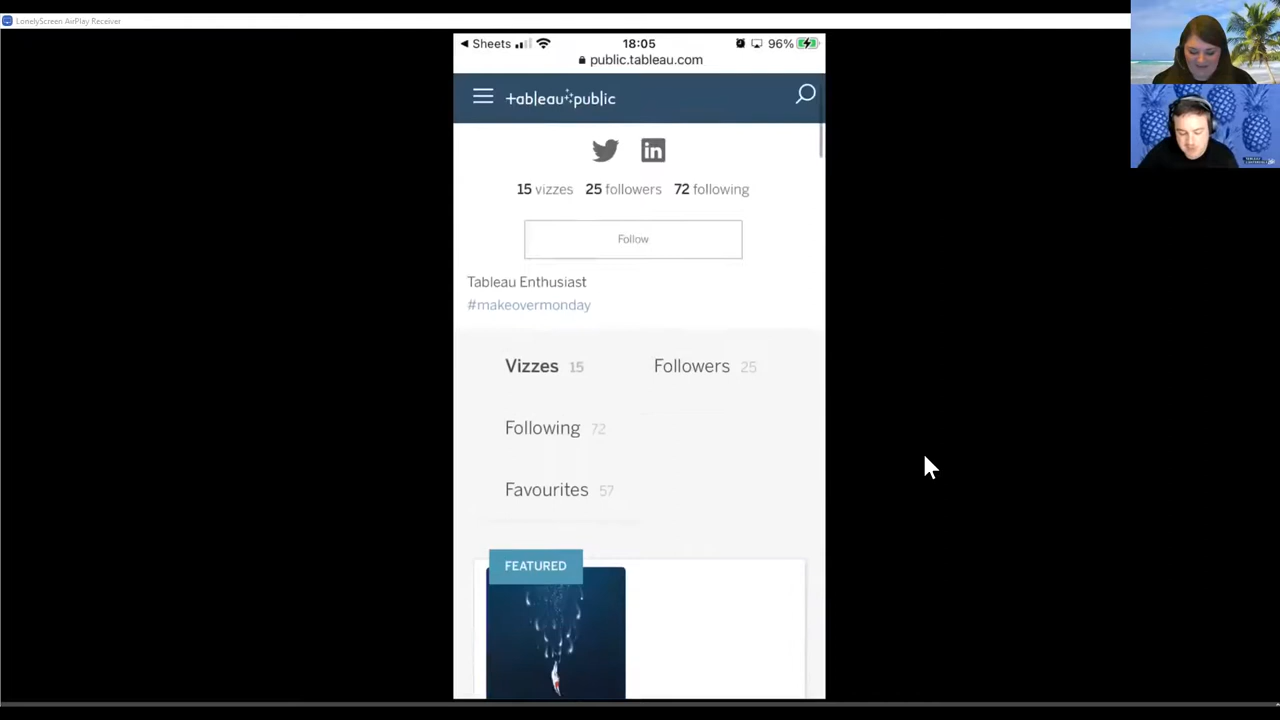 LonelyScreen AirPlay Receiver
Sheets 18:05 96%
public.tableau.com
+ableau public
15 vizzes 25 followers 72 following
Follow
Tableau Enthusiast
#makeovermonday
Vizzes 15 Followers 25
Following 72
Favourites 57
FEATURED